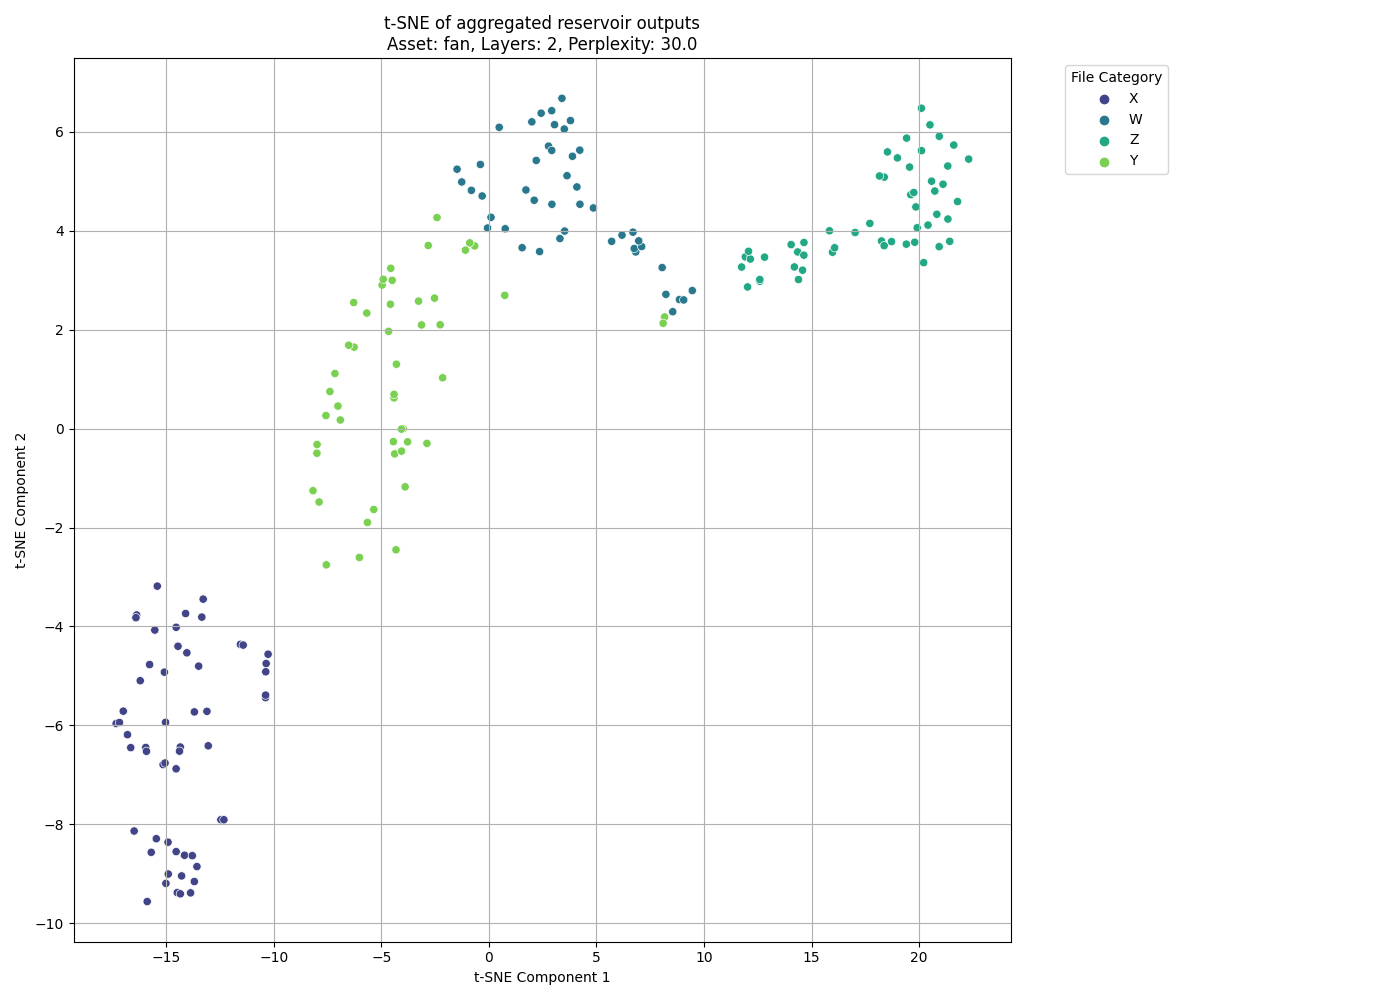 t-SNE of aggregated reservoir outputs
Asset: fan, Layers: 2, Perplexity: 30.0
File Category
X
W
Z
Y
t-SNE Component 2
6
4
2
0
−2
−4
−6
−8
−10
−15
−10
−5
0
5
10
15
20
t-SNE Component 1